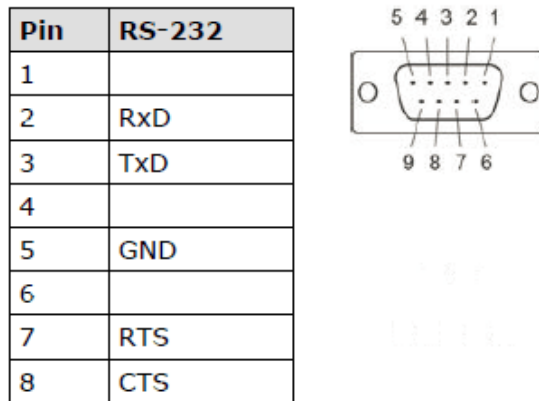 Pin RS-232
1
2 RxD
3 TxD
4
5 GND
6
7 RTS
8 CTS
5 4 3 2 1
9 8 7 6